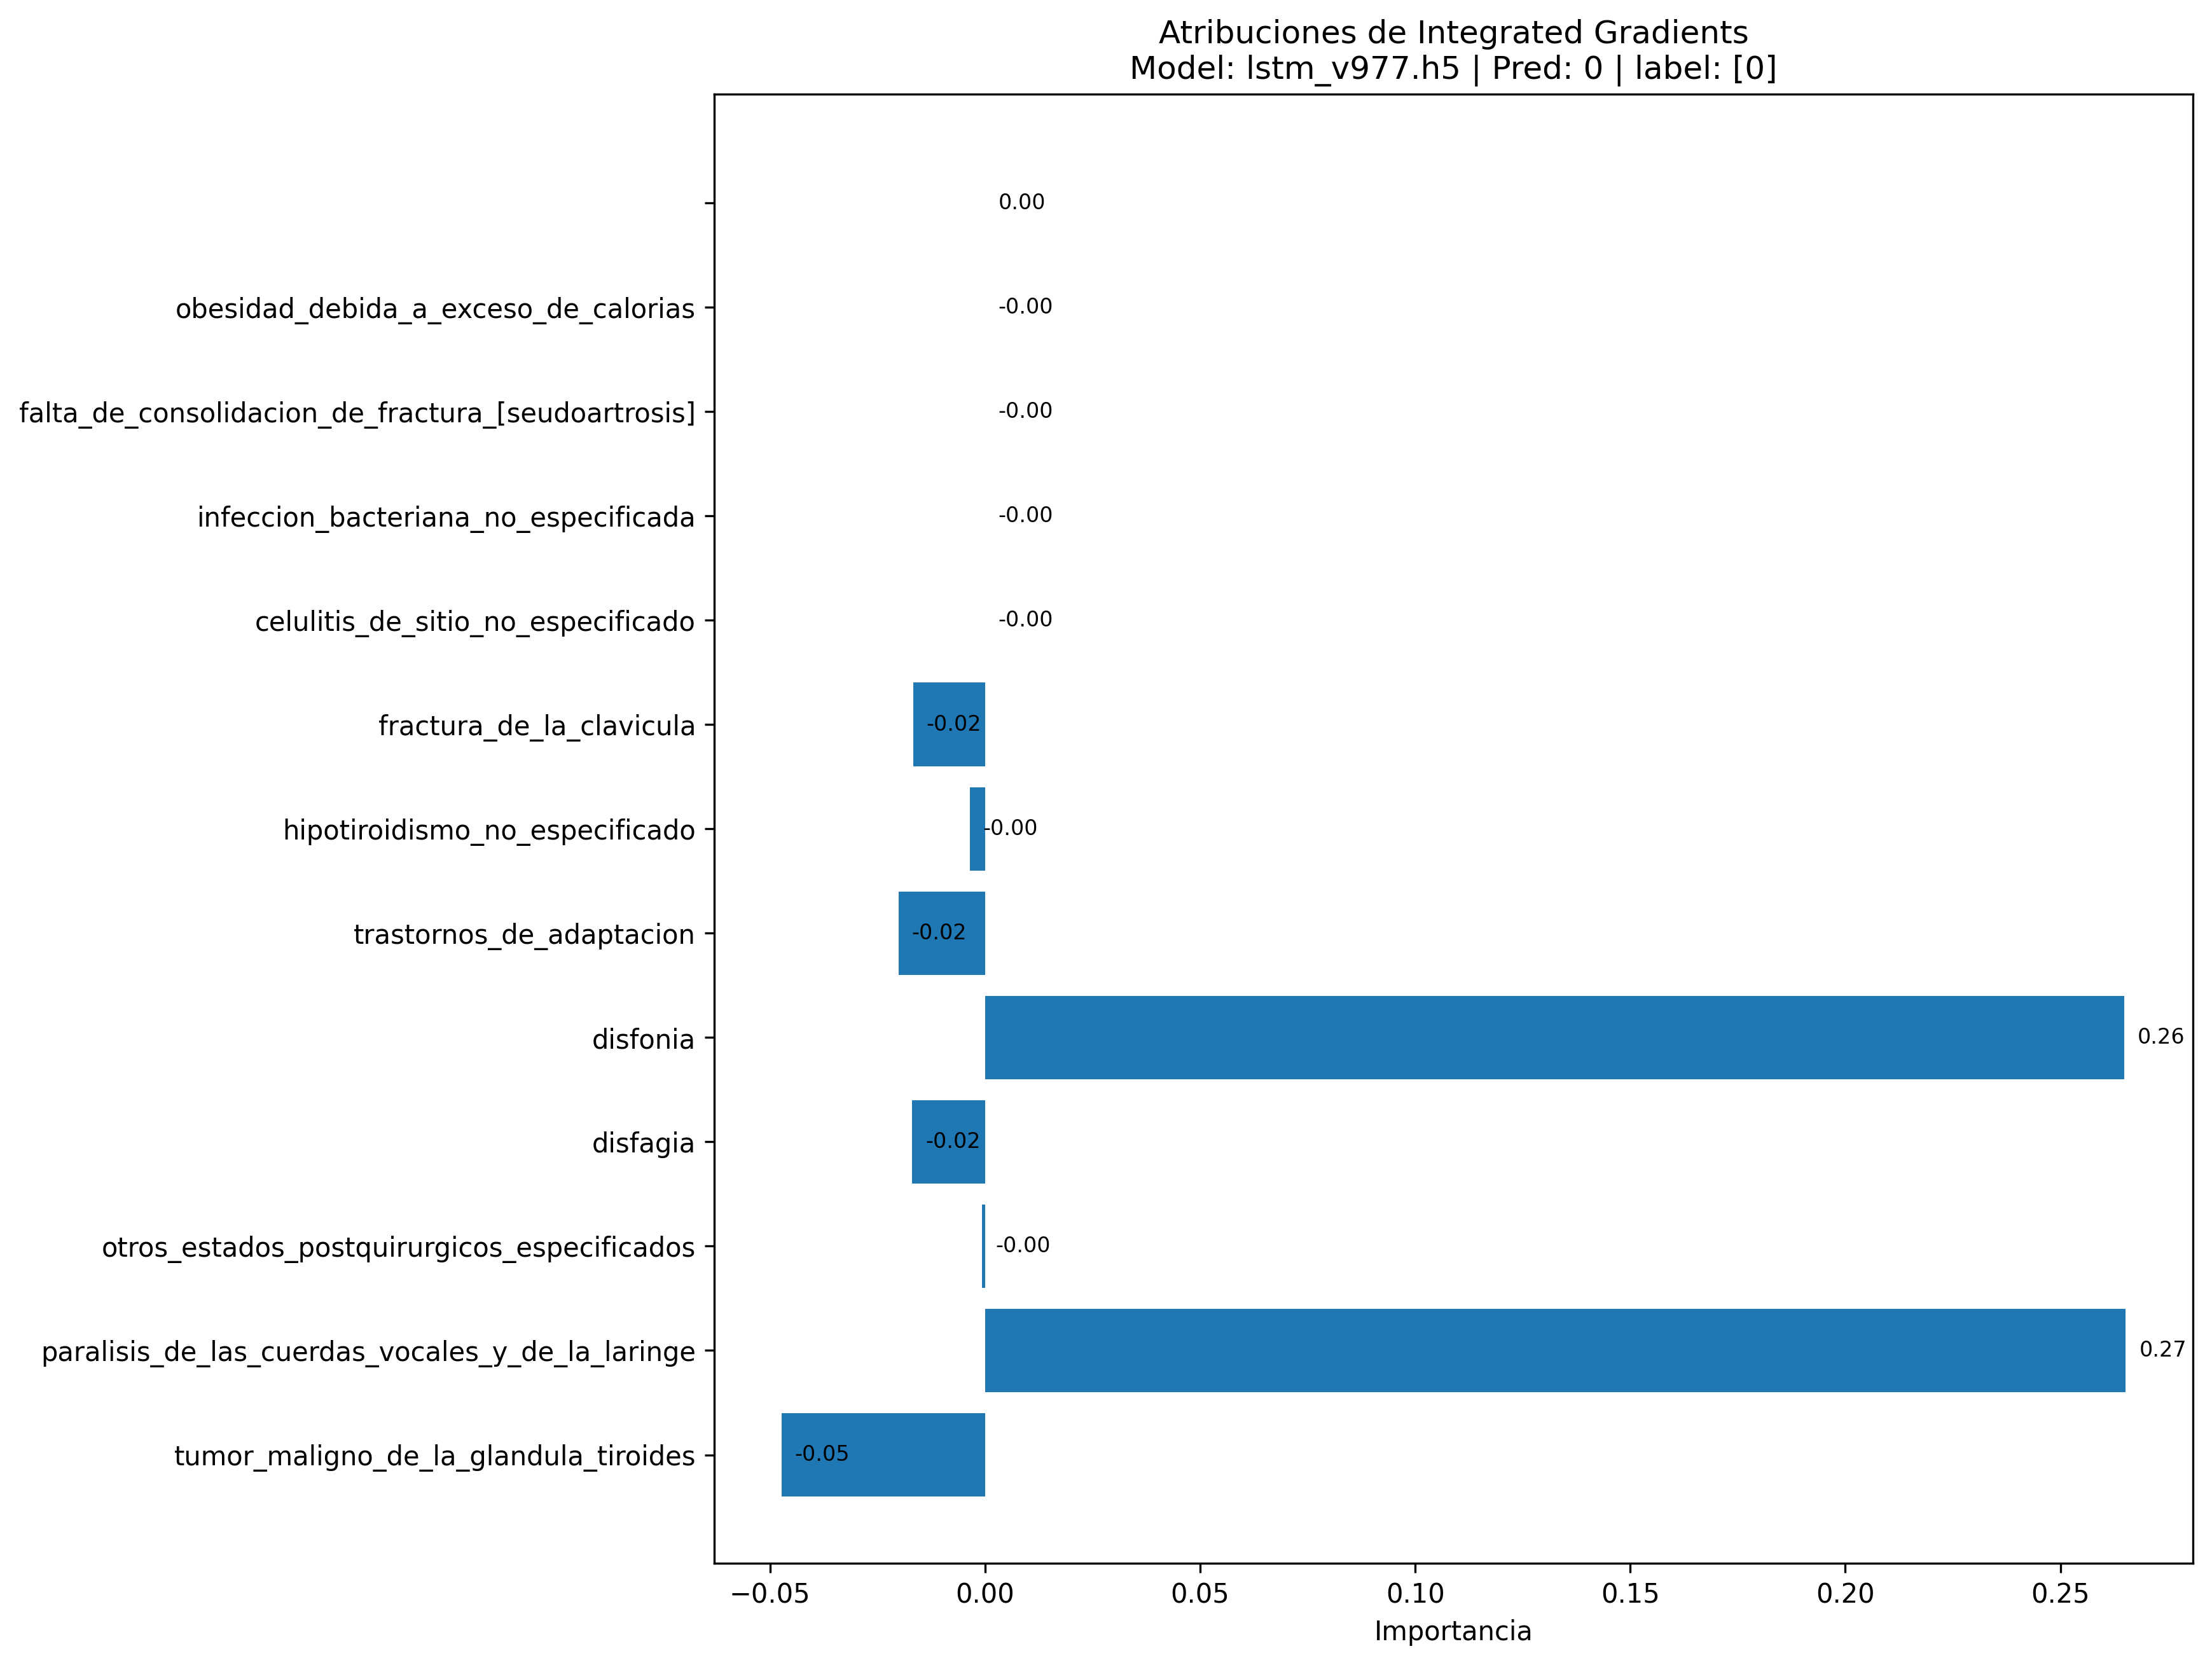 Atribuciones de Integrated Gradients
Model: lstm_v977.h5 | Pred: 0 | label: [0]
0.00
obesidad_debida_a_exceso_de_calorias -0.00
falta_de_consolidacion_de_fractura_[seudoartrosis] -0.00
infeccion_bacteriana_no_especificada -0.00
celulitis_de_sitio_no_especificado -0.00
fractura_de_la_clavicula -0.02
hipotiroidismo_no_especificado -0.00
trastornos_de_adaptacion -0.02
disfonia 0.26
disfagia -0.02
otros_estados_postquirurgicos_especificados -0.00
paralisis_de_las_cuerdas_vocales_y_de_la_laringe 0.27
tumor_maligno_de_la_glandula_tiroides -0.05
−0.05 0.00 0.05 0.10 0.15 0.20 0.25
Importancia